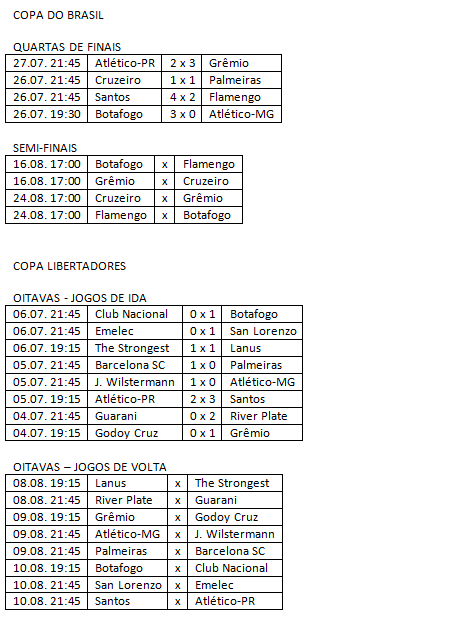 COPA DO BRASIL
QUARTAS DE FINAIS
27.07. 21:45 Atlético-PR 2 x 3 Grêmio
26.07. 21:45 Cruzeiro 1 x 1 Palmeiras
26.07. 21:45 Santos 4 x 2 Flamengo
26.07. 19:30 Botafogo 3 x 0 Atlético-MG
SEMI-FINAIS
16.08. 17:00 Botafogo x Flamengo
16.08. 17:00 Grêmio x Cruzeiro
24.08. 17:00 Cruzeiro x Grêmio
24.08. 17:00 Flamengo x Botafogo
COPA LIBERTADORES
OITAVAS - JOGOS DE IDA
06.07. 21:45 Club Nacional 0 x 1 Botafogo
06.07. 21:45 Emelec 0 x 1 San Lorenzo
06.07. 19:15 The Strongest 1 x 1 Lanus
05.07. 21:45 Barcelona SC 1 x 0 Palmeiras
05.07. 21:45 J. Wilstermann 1 x 0 Atlético-MG
05.07. 19:15 Atlético-PR 2 x 3 Santos
04.07. 21:45 Guarani 0 x 2 River Plate
04.07. 19:15 Godoy Cruz 0 x 1 Grêmio
OITAVAS – JOGOS DE VOLTA
08.08. 19:15 Lanus x The Strongest
08.08. 21:45 River Plate x Guarani
09.08. 19:15 Grêmio x Godoy Cruz
09.08. 21:45 Atlético-MG x J. Wilstermann
09.08. 21:45 Palmeiras x Barcelona SC
10.08. 19:15 Botafogo x Club Nacional
10.08. 21:45 San Lorenzo x Emelec
10.08. 21:45 Santos x Atlético-PR